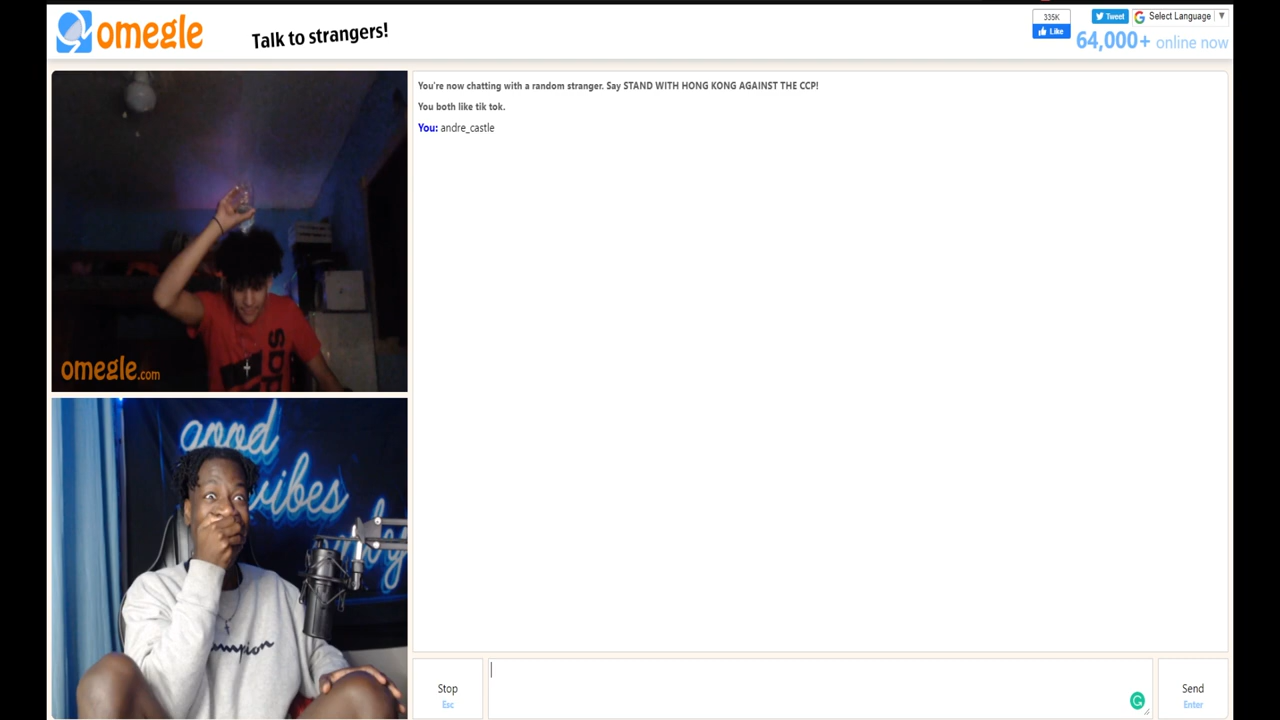 omegle
Talk to strangers!
335K
Like
Tweet
Select Language
64,000+ online now
You're now chatting with a random stranger. Say STAND WITH HONG KONG AGAINST THE CCP!
You both like tik tok.
You: andre_castle
omegle.com
good
vibes
only
Champion
Stop
Esc
Send
Enter